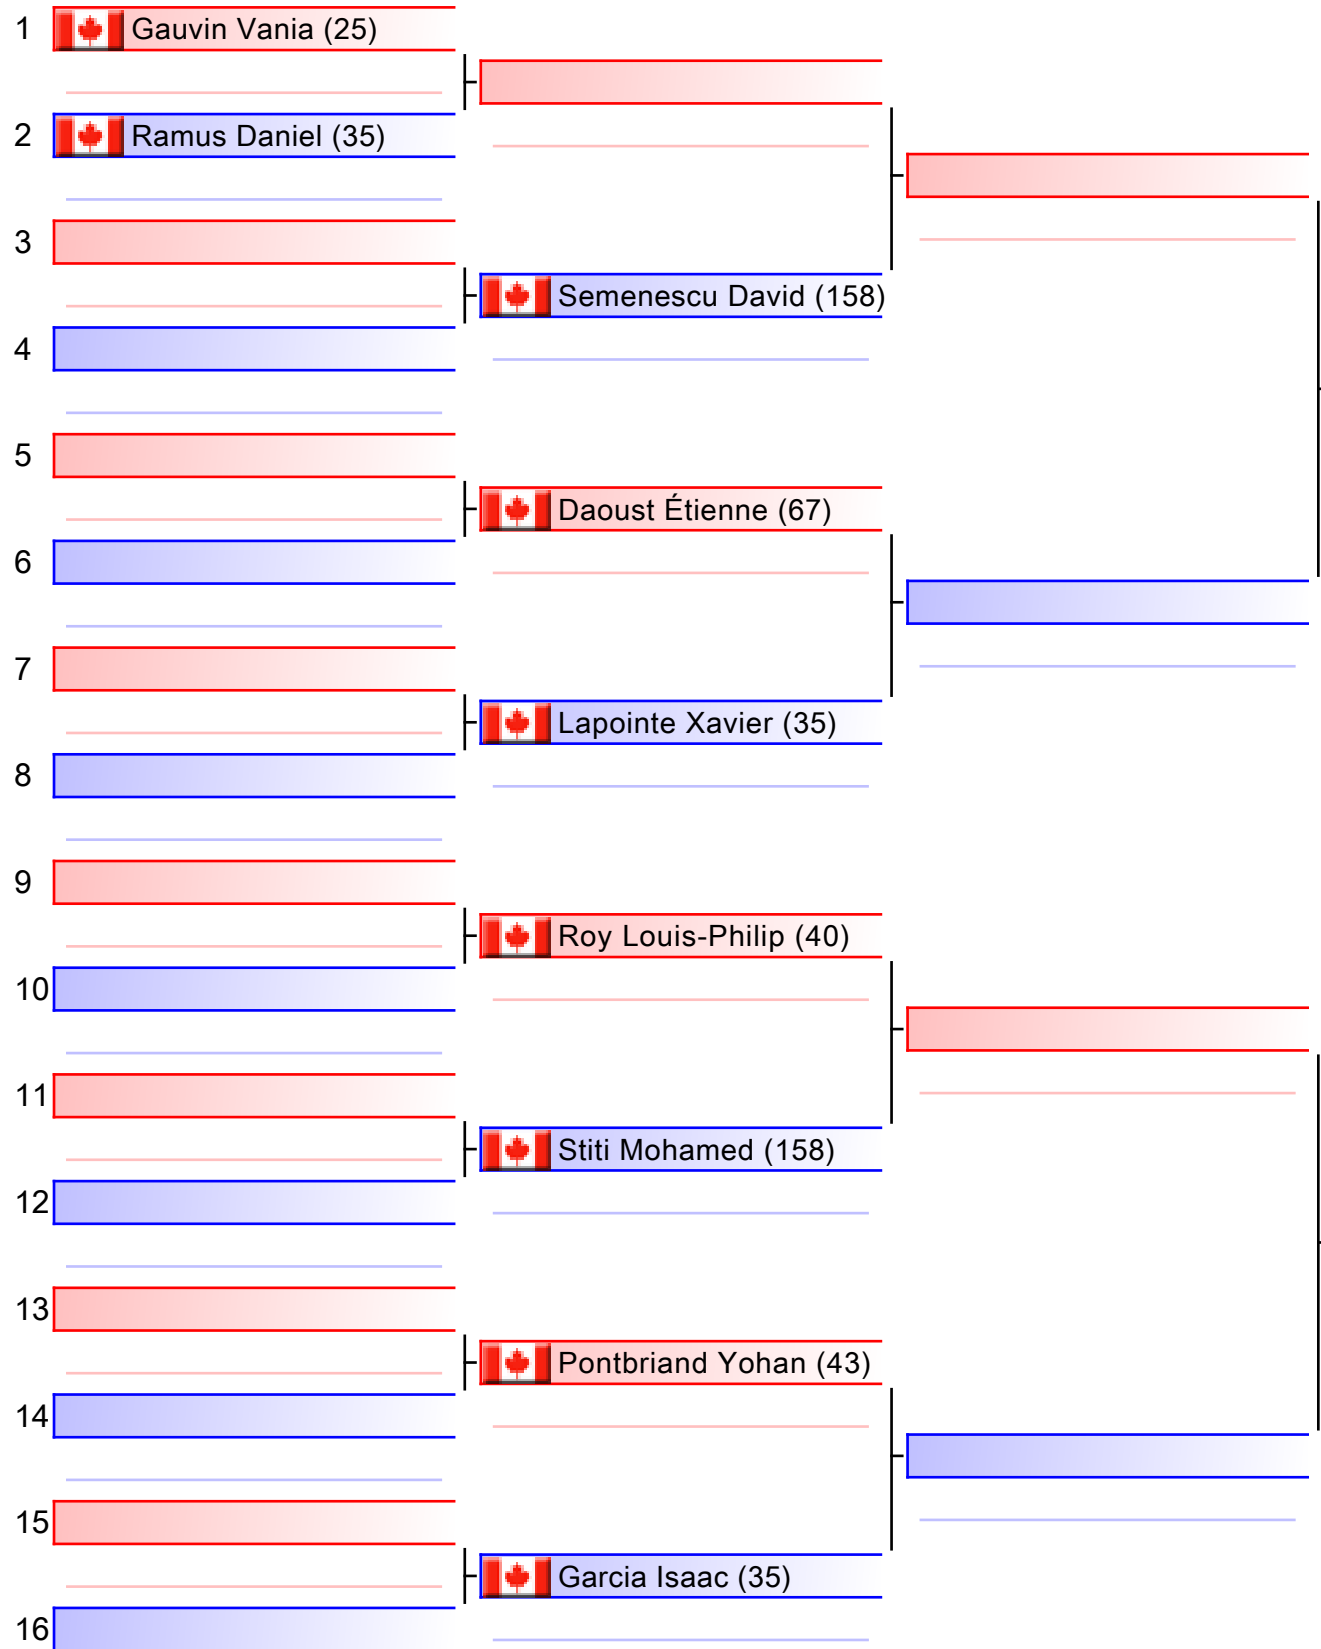 1 Gauvin Vania (25)
2 Ramus Daniel (35)
3
Semenescu David (158)
4
5
Daoust Étienne (67)
6
7
Lapointe Xavier (35)
8
9
Roy Louis-Philip (40)
10
11
Stiti Mohamed (158)
12
13
Pontbriand Yohan (43)
14
15
Garcia Isaac (35)
16